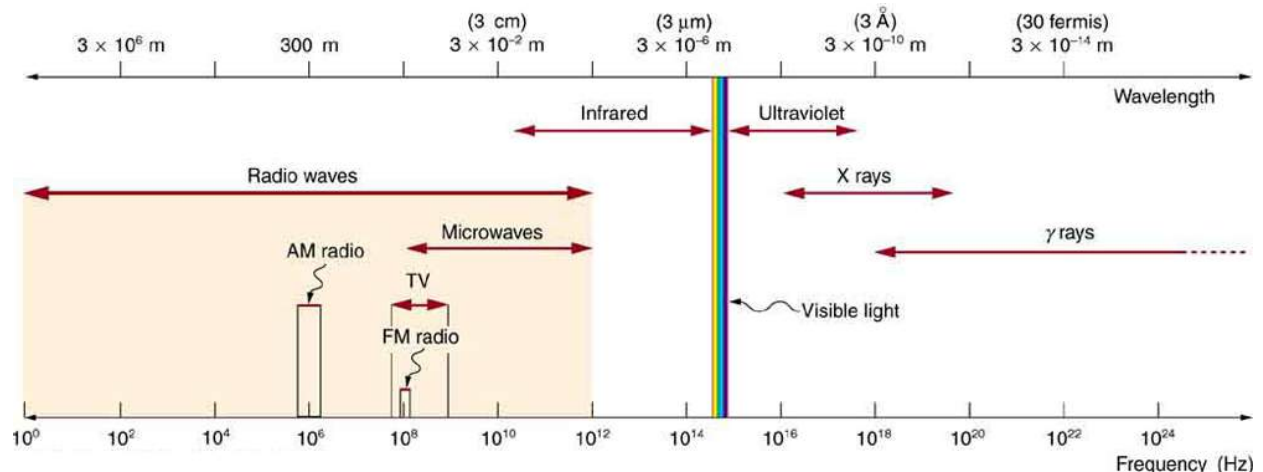 (3 cm) (3 μm) (3 Å) (30 fermis)
3 × 10⁶ m 300 m 3 × 10⁻² m 3 × 10⁻⁶ m 3 × 10⁻¹⁰ m 3 × 10⁻¹⁴ m
Wavelength
Infrared Ultraviolet
Radio waves X rays
Microwaves γ rays
AM radio
TV
Visible light
FM radio
10⁰ 10² 10⁴ 10⁶ 10⁸ 10¹⁰ 10¹² 10¹⁴ 10¹⁶ 10¹⁸ 10²⁰ 10²² 10²⁴
Frequency (Hz)